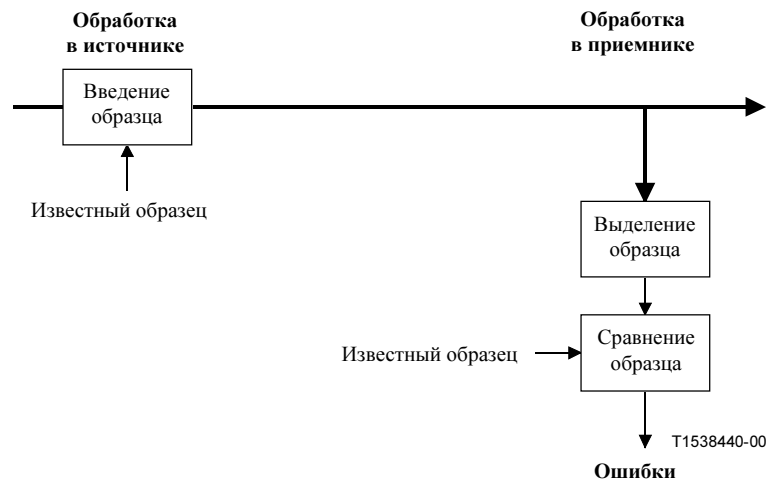 Обработка
в источнике
Обработка
в приемнике
Введение
образца
Известный образец
Выделение
образца
Известный образец
Сравнение
образца
T1538440-00
Ошибки